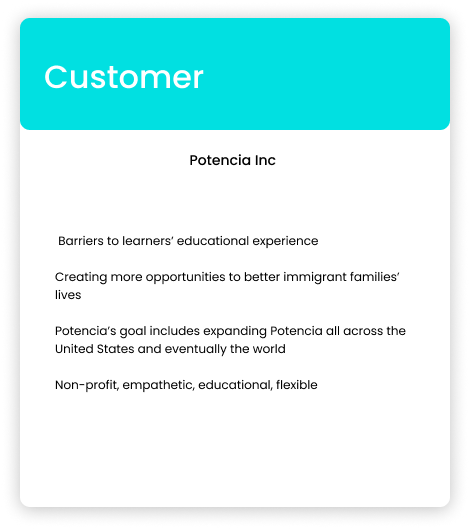 Customer
Potencia Inc
Barriers to learners’ educational experience
Creating more opportunities to better immigrant families’
lives
Potencia’s goal includes expanding Potencia all across the
United States and eventually the world
Non-profit, empathetic, educational, flexible